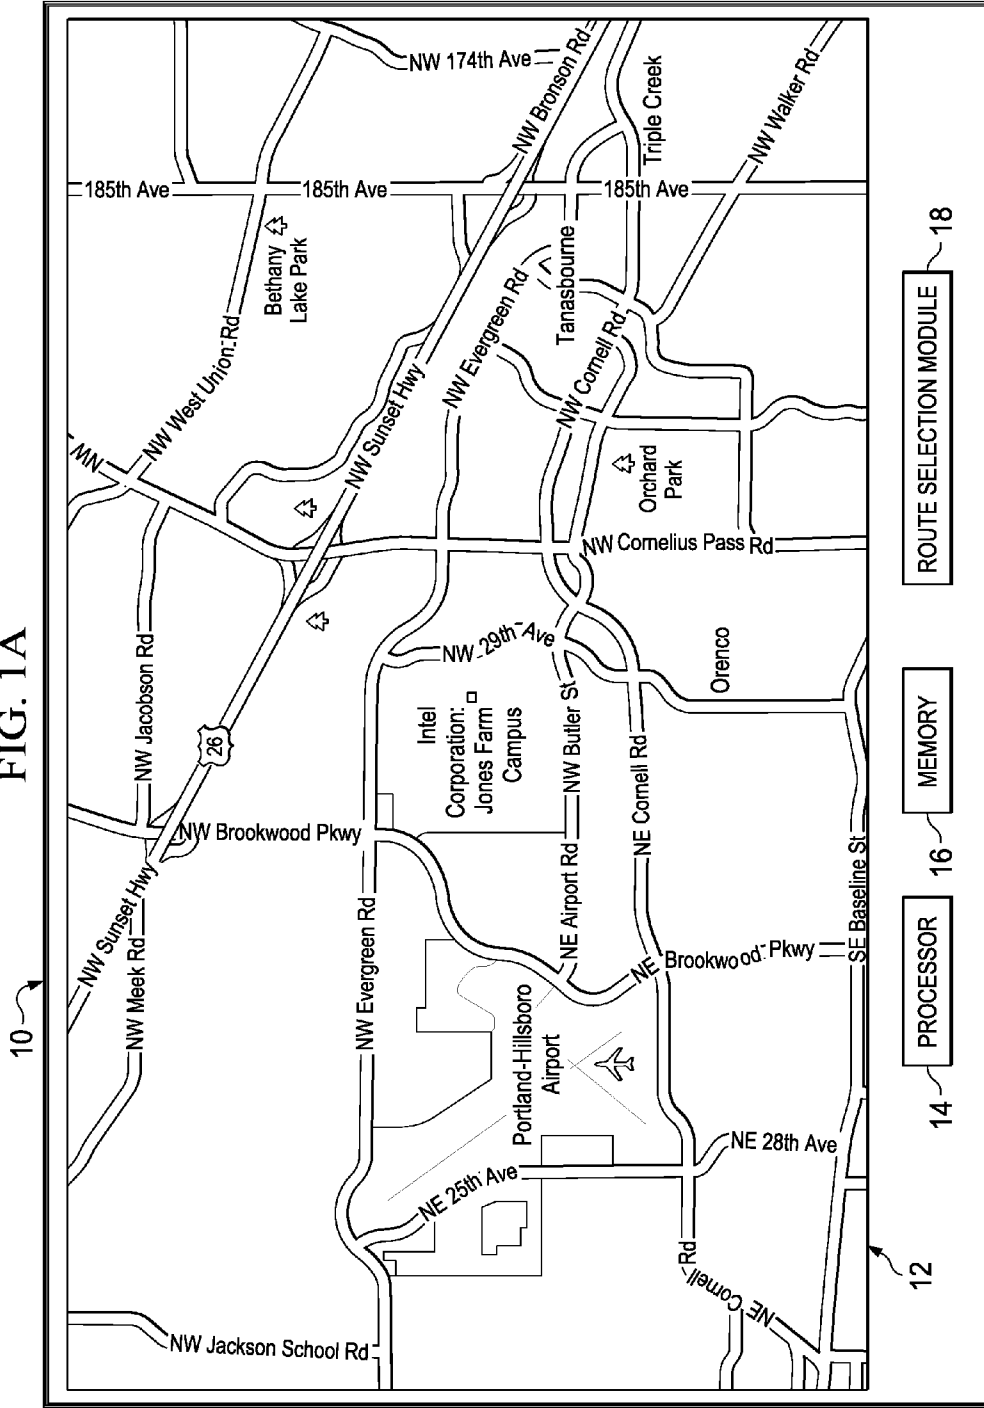 FIG. 1A
10
NW Sunset Hwy
NW Meek Rd
NW Jackson School Rd
NW Jacobson Rd
26
NW Brookwood Pkwy
NW Evergreen Rd
NW
NW West Union Rd
185th Ave
185th Ave
185th Ave
Bethany
Lake Park
NW 174th Ave
NW Bronson Rd
NW Sunset Hwy
NW Evergreen Rd
Triple Creek
NW Walker Rd
Tanasbourne
NW Cornell Rd
Orchard
Park
NW Cornelius Pass Rd
NW 29th Ave
Intel
Corporation:
Jones Farm
Campus
NW Butler St
NE Airport Rd
NE Cornell Rd
Orenco
NE Brookwood Pkwy
SE Baseline St
Portland-Hillsboro
Airport
NE 25th Ave
NE 28th Ave
NE Cornell Rd
12
14
PROCESSOR
16
MEMORY
ROUTE SELECTION MODULE
18